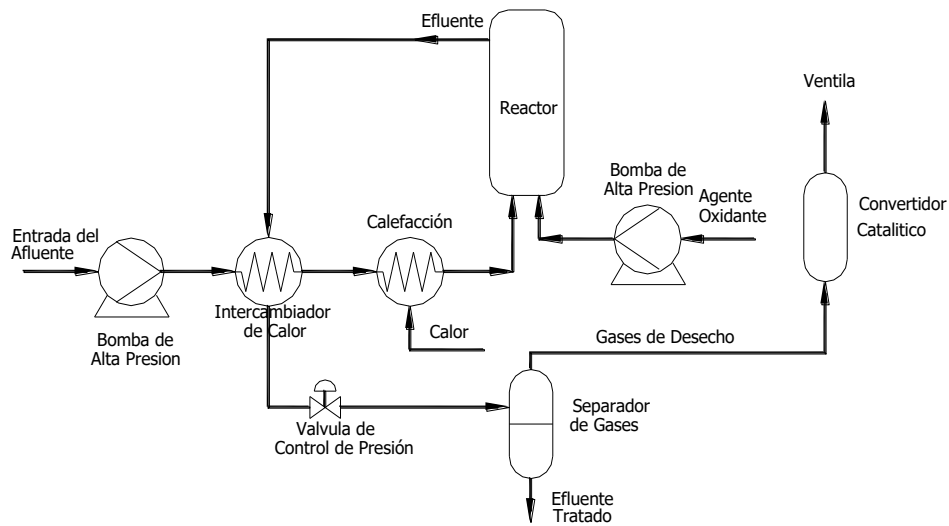 Efluente
Reactor
Ventila
Bomba de
Alta Presion
Agente
Oxidante
Convertidor
Catalitico
Calefacción
Entrada del
Afluente
Intercambiador
de Calor
Bomba de
Alta Presion
Calor
Gases de Desecho
Valvula de
Control de Presión
Separador
de Gases
Efluente
Tratado